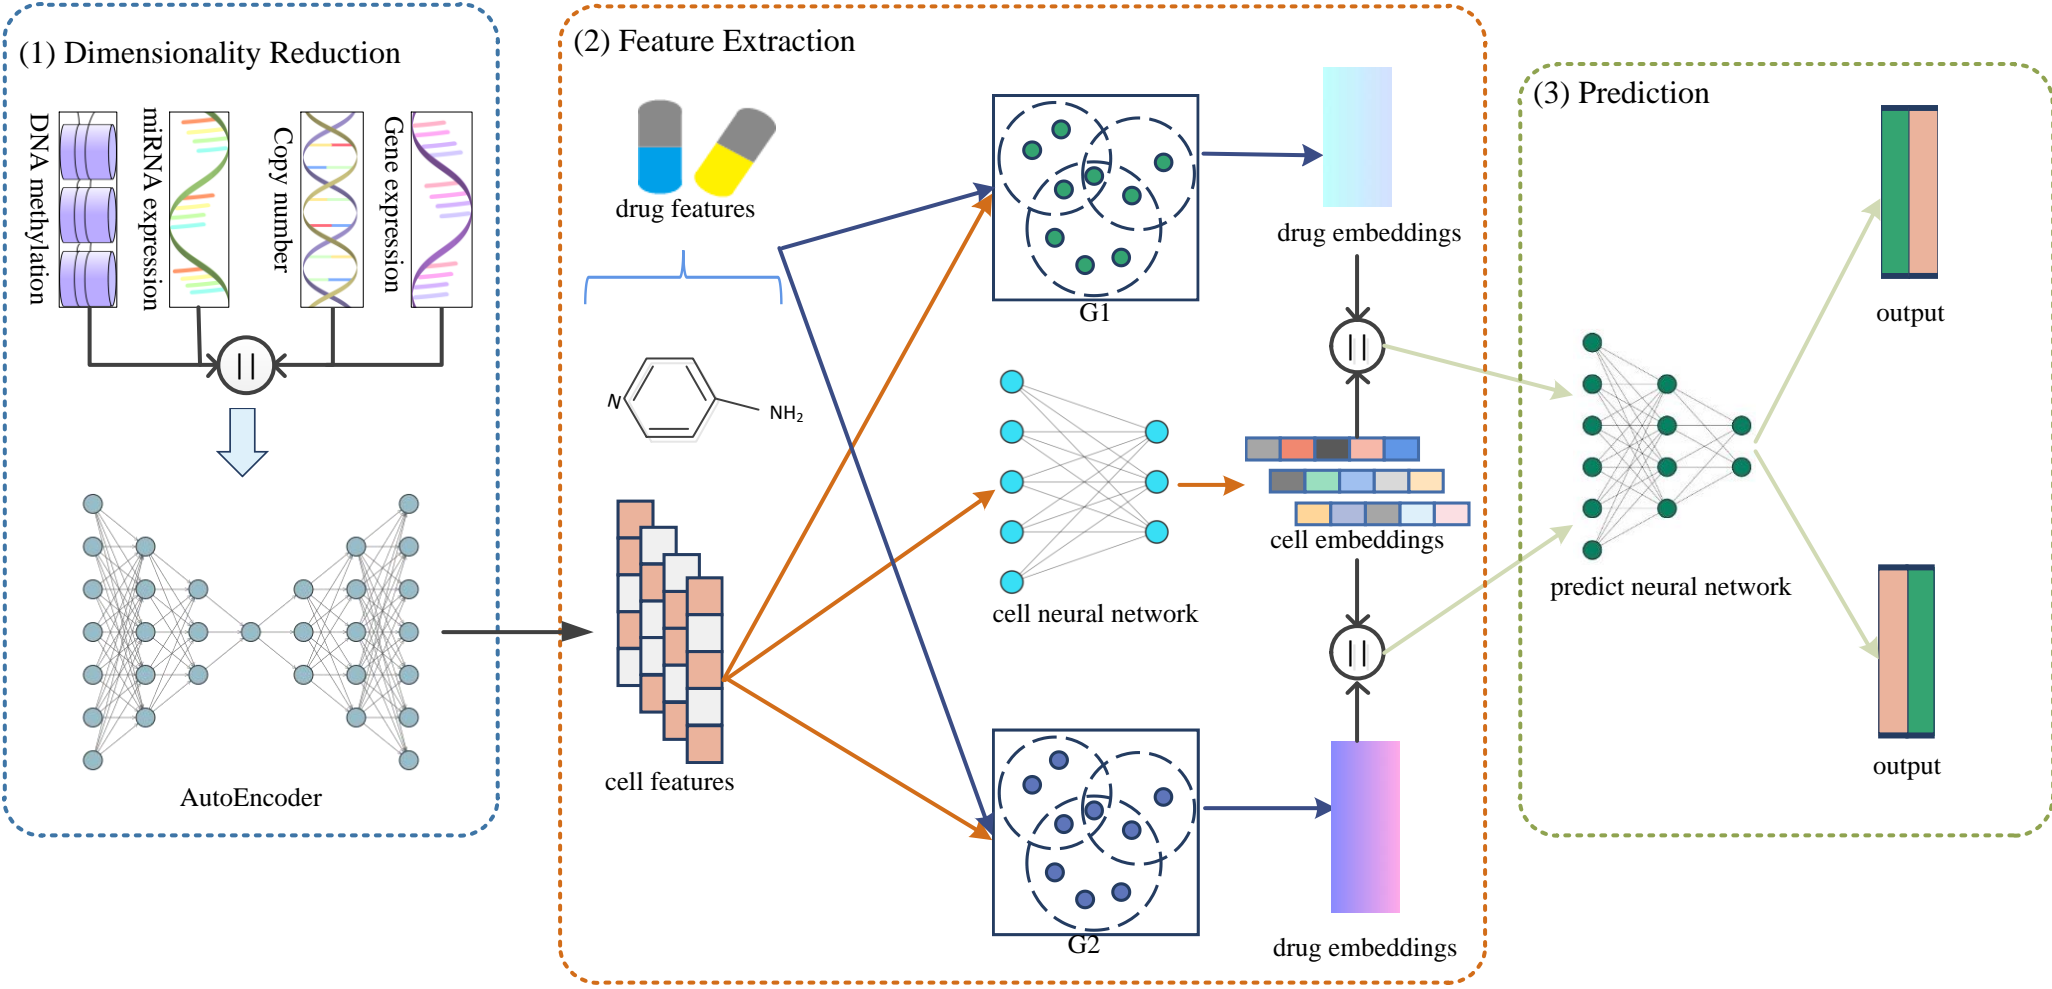 (1) Dimensionality Reduction
DNA methylation
miRNA expression
Copy number
Gene expression
||
AutoEncoder
(2) Feature Extraction
drug features
N
NH₂
cell features
G1
cell neural network
G2
drug embeddings
||
cell embeddings
||
drug embeddings
(3) Prediction
predict neural network
output
output